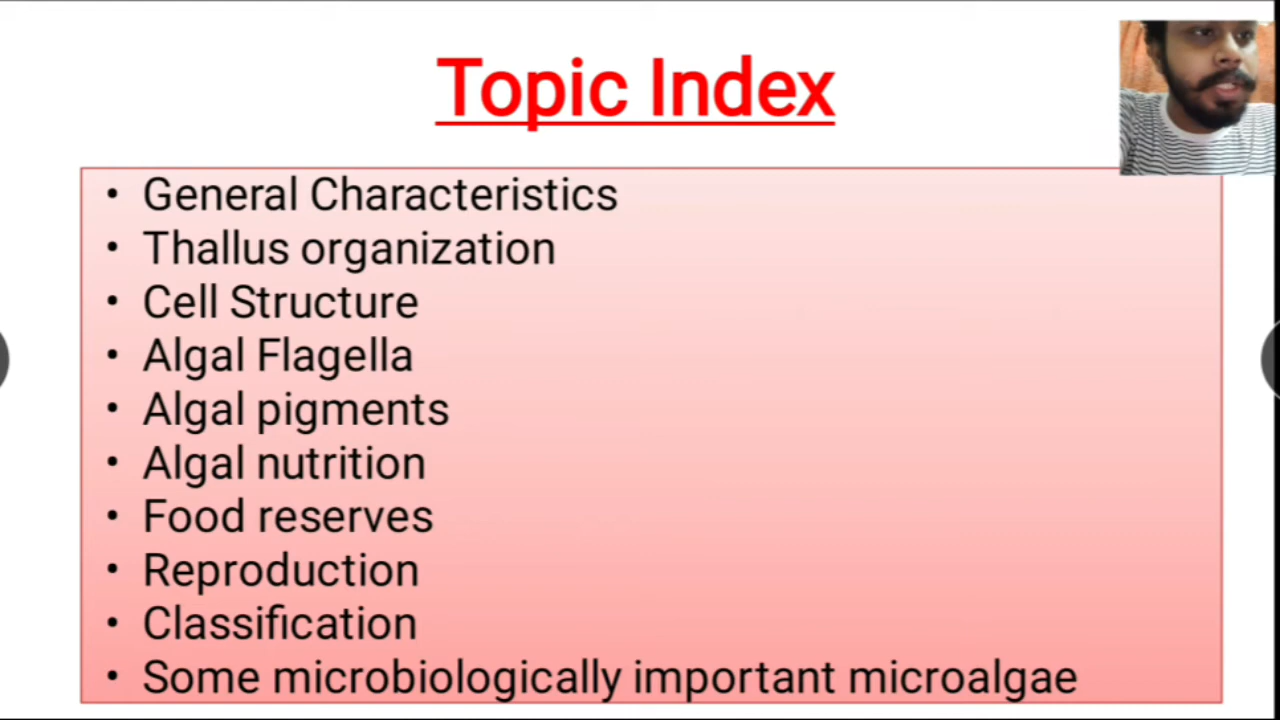 Topic Index
• General Characteristics
• Thallus organization
• Cell Structure
• Algal Flagella
• Algal pigments
• Algal nutrition
• Food reserves
• Reproduction
• Classification
• Some microbiologically important microalgae